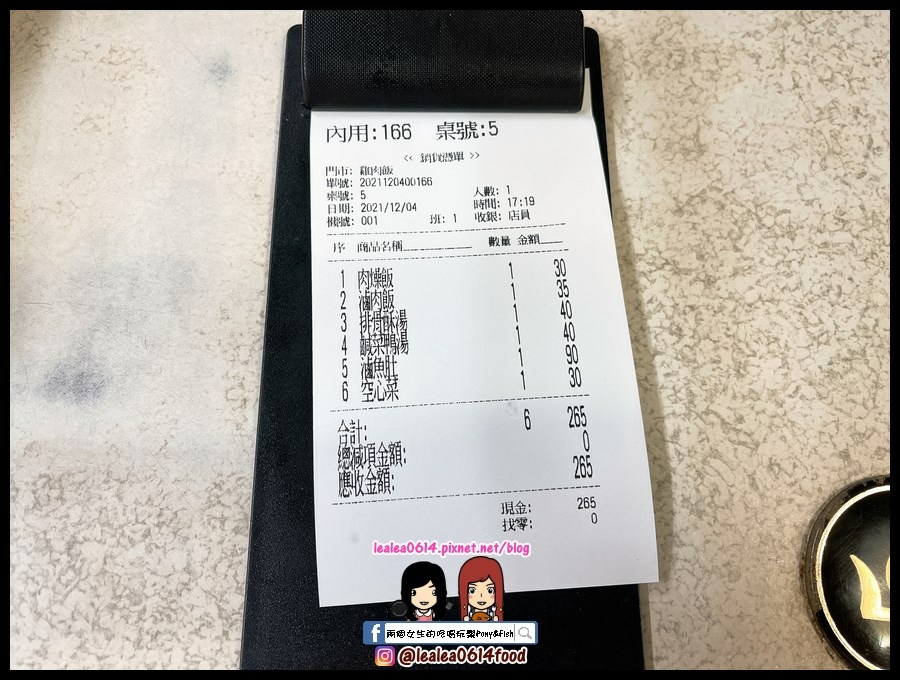 內用:166 桌號:5
<< 銷貨憑單 >>
門市: 雞肉飯
單號: 2021120400166
桌號: 5 人數: 1
日期: 2021/12/04 時間: 17:19
機號: 001 班: 1 收銀: 店員
序 商品名稱 數量 金額
1 肉燥飯 1 30
2 滷肉飯 1 35
3 排骨酥湯 1 40
4 鹹菜鴨湯 1 40
5 滷魚肚 1 90
6 空心菜 1 30
合計: 6 265
總減項金額: 0
應收金額: 265
現金: 265
找零: 0
lealea0614.pixnet.net/blog
兩個女生的吃喝玩樂Pony&Fish
@lealea0614food